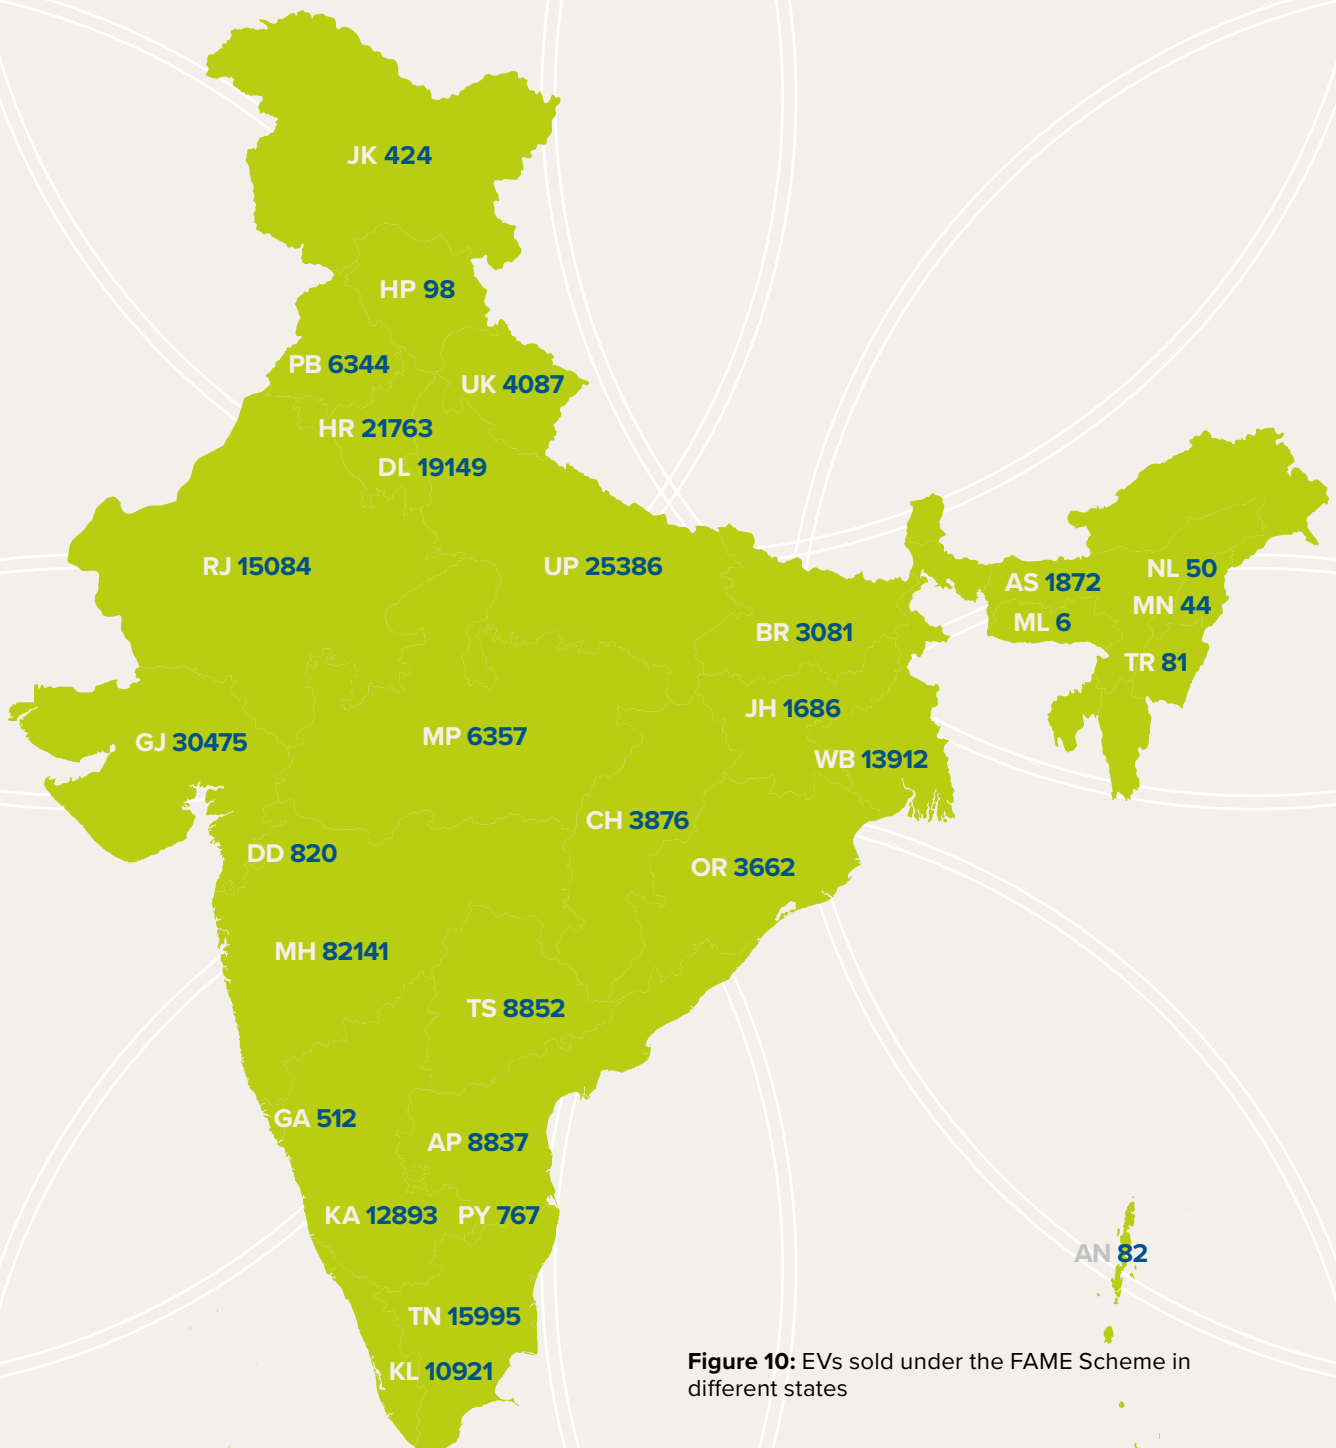 JK 424
HP 98
PB 6344
UK 4087
HR 21763
DL 19149
RJ 15084
UP 25386
NL 50
AS 1872
MN 44
ML 6
BR 3081
TR 81
JH 1686
GJ 30475
MP 6357
WB 13912
CH 3876
DD 820
OR 3662
MH 82141
TS 8852
GA 512
AP 8837
KA 12893
PY 767
AN 82
TN 15995
KL 10921
Figure 10: EVs sold under the FAME Scheme in
different states